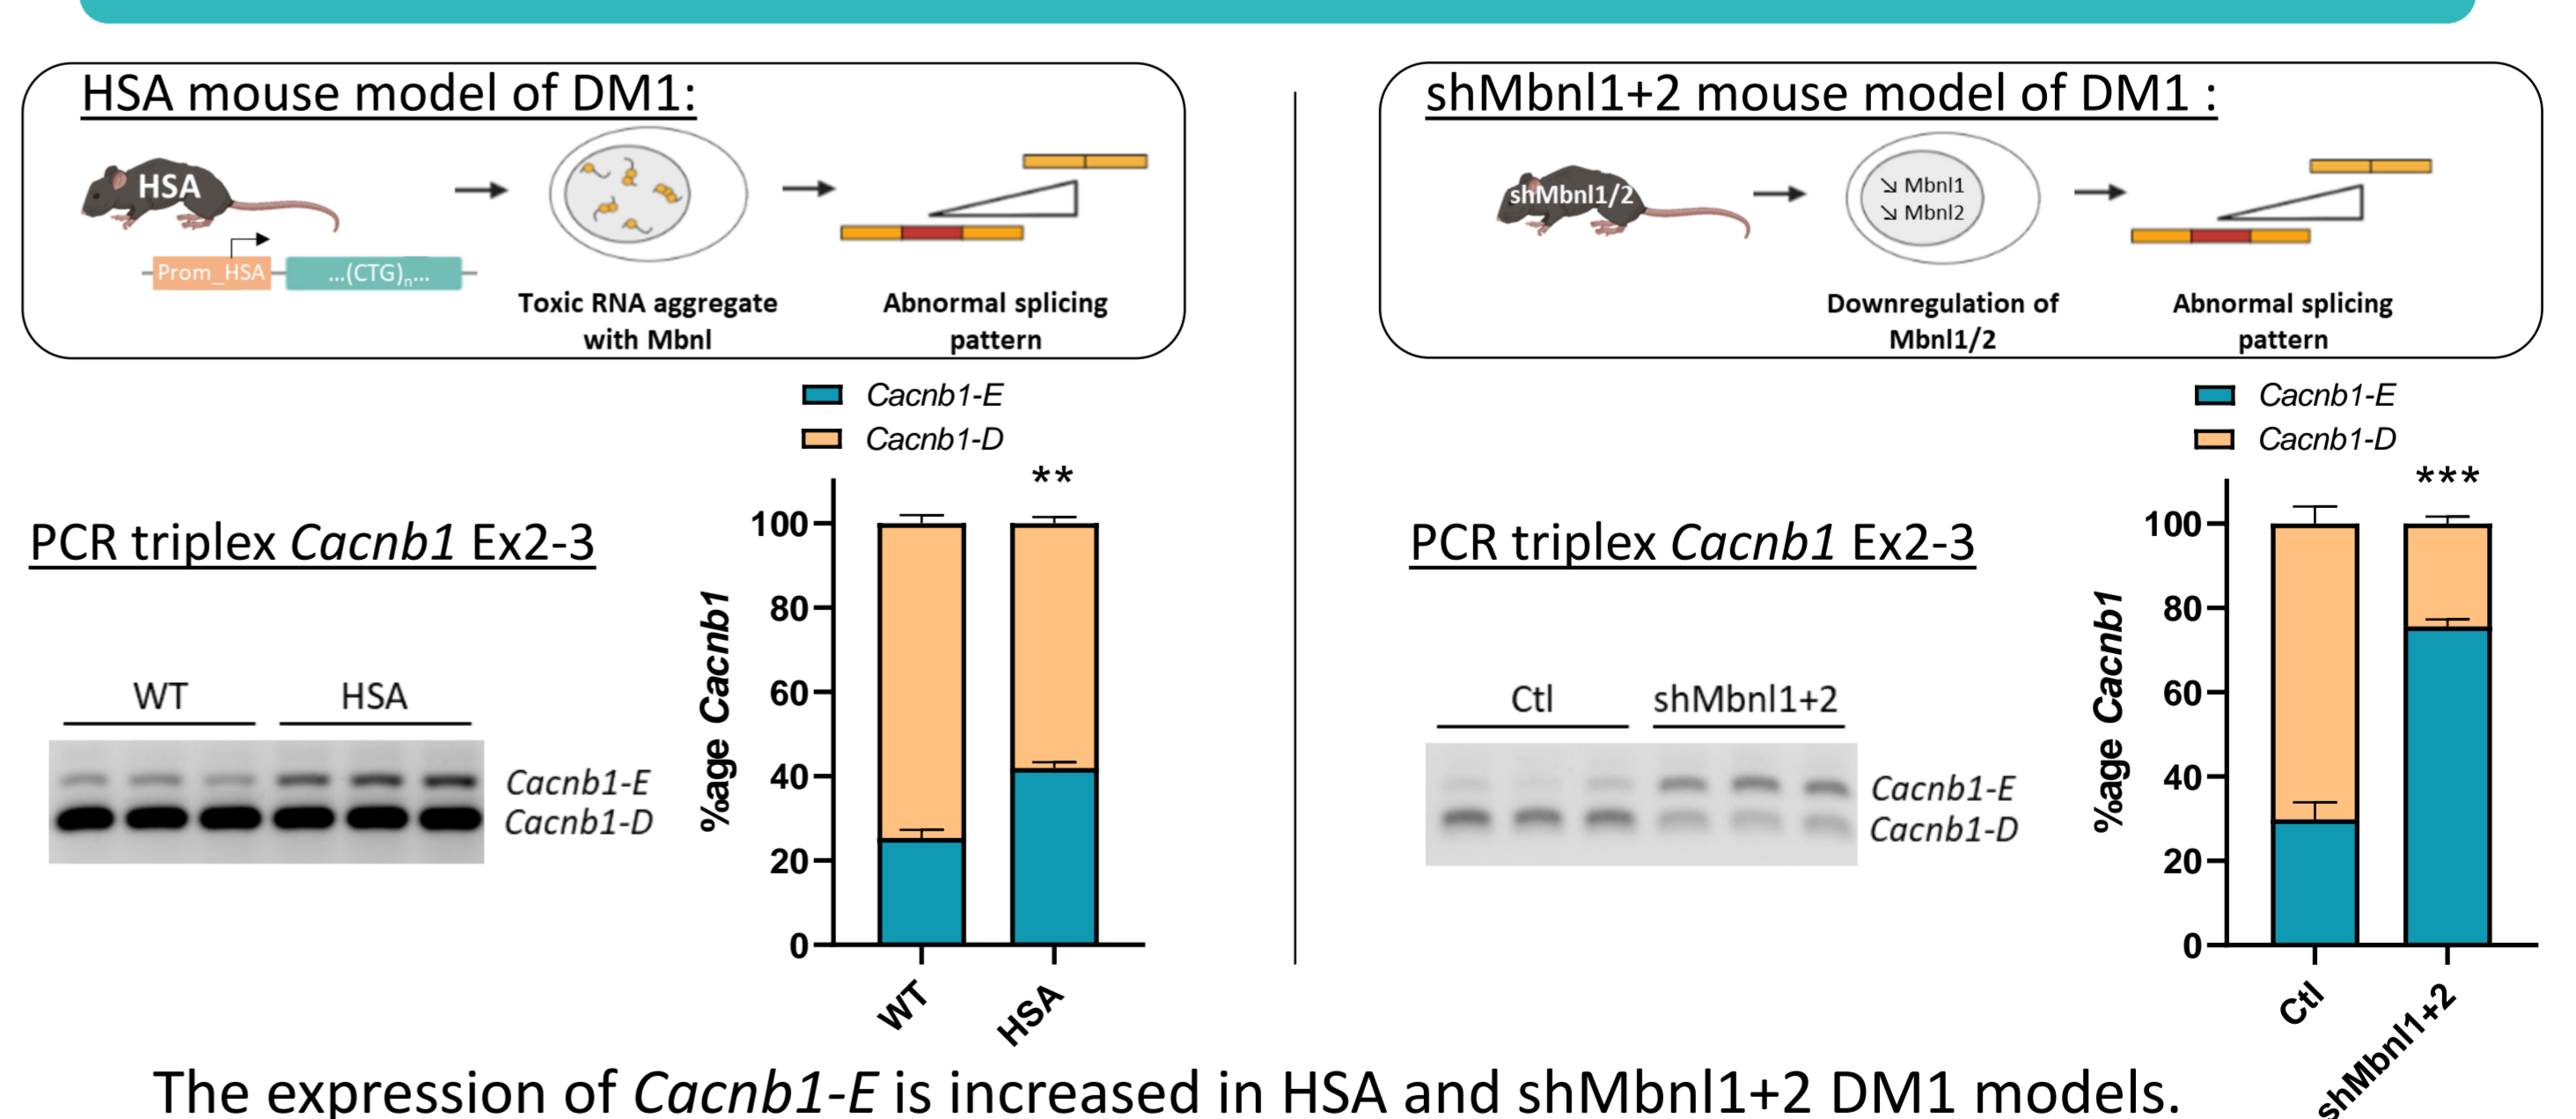 HSA mouse model of DM1:
HSA
Prom_HSA
...(CTG)n...
Toxic RNA aggregate
with Mbnl
Abnormal splicing
pattern
Cacnb1-E
Cacnb1-D
PCR triplex Cacnb1 Ex2-3
WT
HSA
Cacnb1-E
Cacnb1-D
%age Cacnb1
**
100
80
60
40
20
0
WT
HSA
shMbnl1+2 mouse model of DM1 :
shMbnl1/2
↘ Mbnl1
↘ Mbnl2
Downregulation of
Mbnl1/2
Abnormal splicing
pattern
Cacnb1-E
Cacnb1-D
PCR triplex Cacnb1 Ex2-3
Ctl
shMbnl1+2
Cacnb1-E
Cacnb1-D
%age Cacnb1
***
100
80
60
40
20
0
Ctl
shMbnl1+2
The expression of Cacnb1-E is increased in HSA and shMbnl1+2 DM1 models.